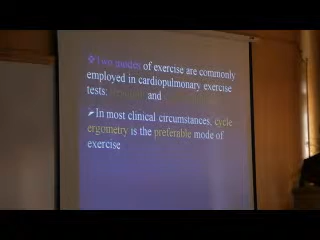 Two modes of exercise are commonly
employed in cardiopulmonary exercise
tests: and
In most clinical circumstances, cycle
ergometry is the preferable mode of
exercise